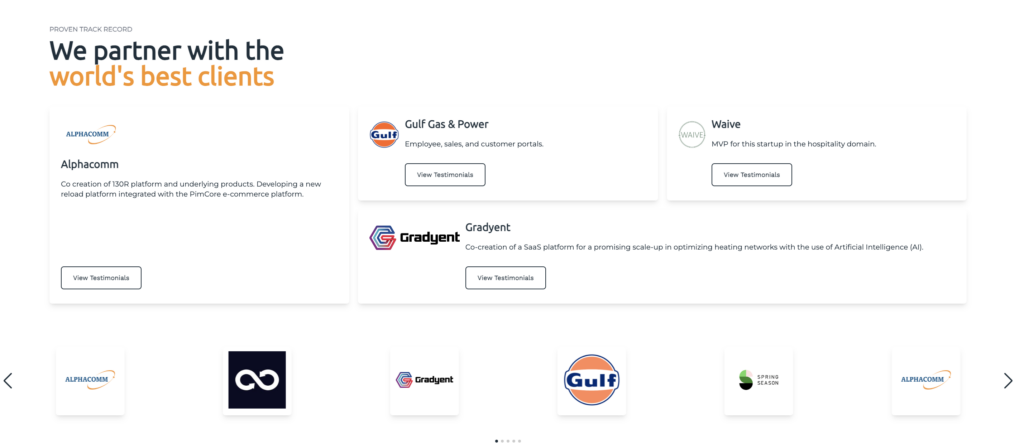 PROVEN TRACK RECORD
We partner with the
world's best clients
ALPHACOMM
Alphacomm
Co creation of 130R platform and underlying products. Developing a new
reload platform integrated with the PimCore e-commerce platform.
View Testimonials
Gulf
Gulf Gas & Power
Employee, sales, and customer portals.
View Testimonials
WAIVE
Waive
MVP for this startup in the hospitality domain.
View Testimonials
Gradyent
Gradyent
Co-creation of a SaaS platform for a promising scale-up in optimizing heating networks with the use of Artificial Intelligence (AI).
View Testimonials
ALPHACOMM
Gradyent
Gulf
SPRING
SEASON
ALPHACOMM